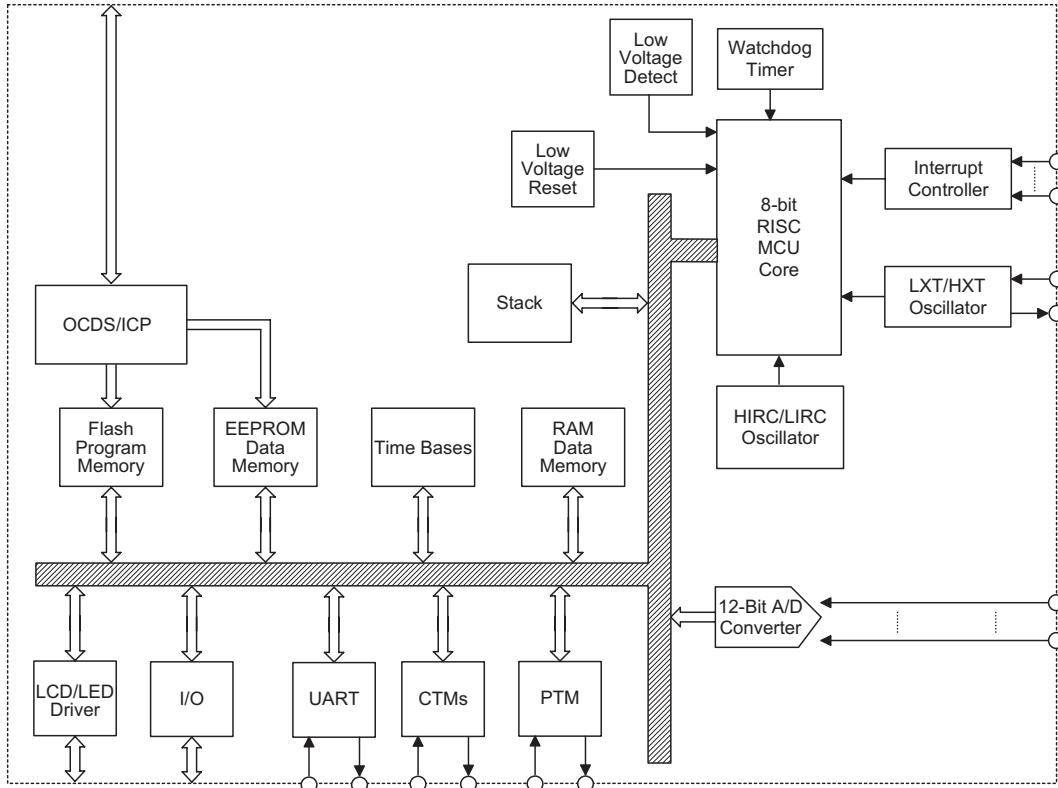 Low
Voltage
Detect
Watchdog
Timer
Low
Voltage
Reset
8-bit
RISC
MCU
Core
Interrupt
Controller
Stack
LXT/HXT
Oscillator
OCDS/ICP
HIRC/LIRC
Oscillator
Flash
Program
Memory
EEPROM
Data
Memory
Time Bases
RAM
Data
Memory
12-Bit A/D
Converter
LCD/LED
Driver
I/O
UART
CTMs
PTM